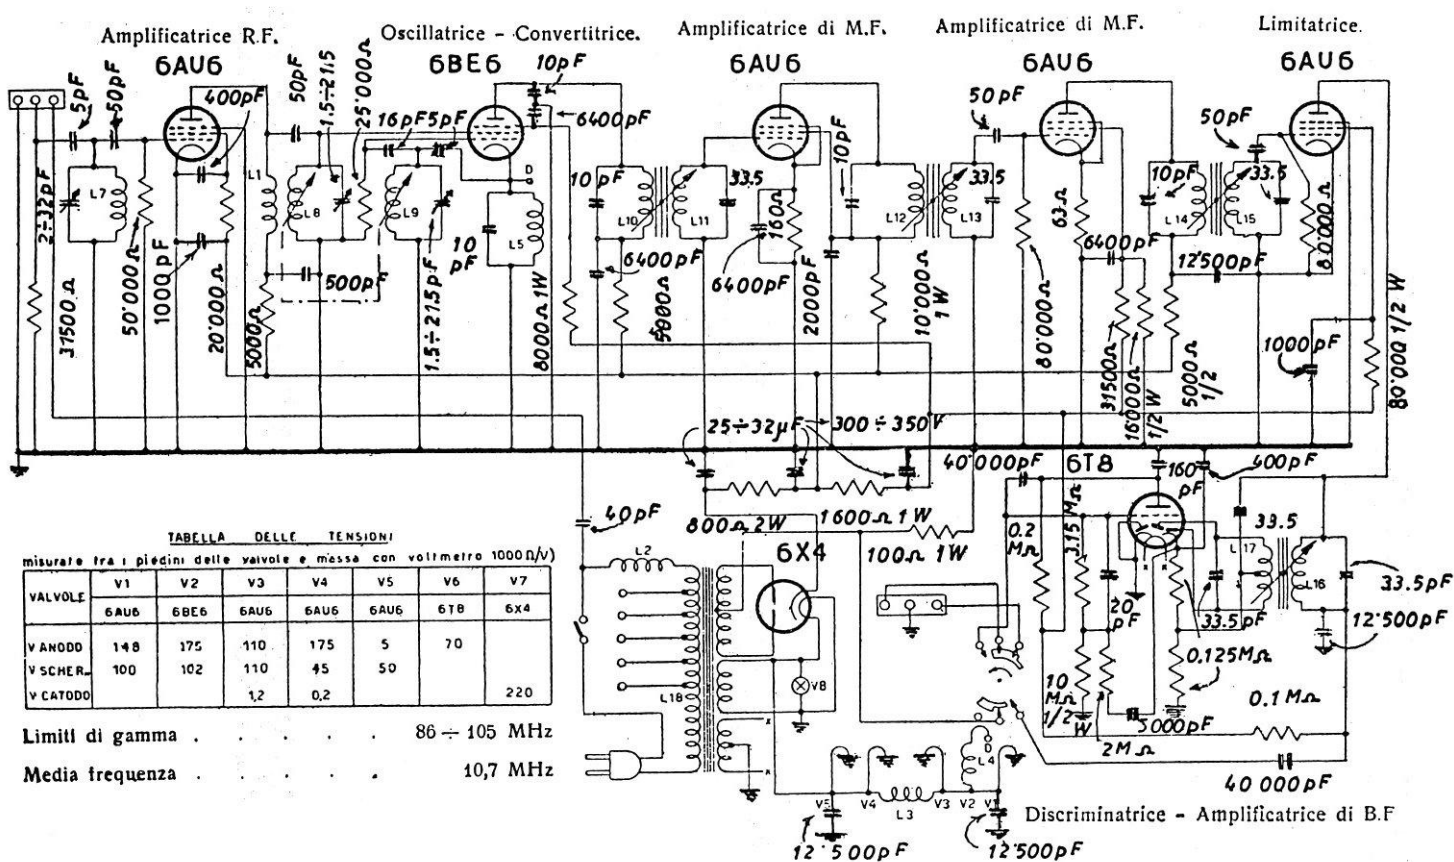 Amplificatrice R.F.
Oscillatrice - Convertitrice.
Amplificatrice di M.F.
Amplificatrice di M.F.
Limitatrice.
6AU6
6BE6
6AU6
6AU6
6AU6
5pF
50pF
400pF
50pF
1.5÷21.5
25'000Ω
16pF
5pF
10pF
6400pF
50pF
50pF
2÷32pF
L7
L1
L8
L9
L5
D
10pF
L10
L11
33.5
10pF
L12
L13
33.5
10pF
L14
L15
33.5
31500Ω
50'000Ω
1000pF
20'000Ω
5000Ω
500pF
1.5÷21.5pF
10pF
8000Ω 1W
6400pF
5000Ω
6400pF
160Ω
2000pF
10.000Ω 1W
80.000Ω
63Ω
6400pF
31500Ω
16000Ω 1/2 W
5000Ω 1/2
12'500pF
80'000Ω
1000pF
80.000 1/2 W
25÷32µF
300÷350V
800Ω 2W
1600Ω 1W
40'000pF
100Ω 1W
6T8
160 pF
400pF
40pF
L2
L18
6X4
V8
0.2 MΩ
3.15 MΩ
20 pF
10 MΩ 1/2 W
2MΩ
5000pF
33.5
L17
L16
33.5pF
33.5pF
12'500pF
0.125MΩ
0.1MΩ
40 000pF
D
L4
V5
V4
L3
V3
V2
V1
x
x
x
x
12'500pF
12'500pF
Discriminatrice - Amplificatrice di B.F
TABELLA DELLE TENSIONI
misurate fra i piedini delle valvole e massa con voltmetro 1000Ω/V)
VALVOLE V1 V2 V3 V4 V5 V6 V7
6AU6 6BE6 6AU6 6AU6 6AU6 6T8 6X4
V ANODO 148 175 110 175 5 70
V SCHER. 100 102 110 45 50
V CATODO 1,2 0,2 220
Limiti di gamma . . . . . 86 ÷ 105 MHz
Media frequenza . . . . . 10,7 MHz